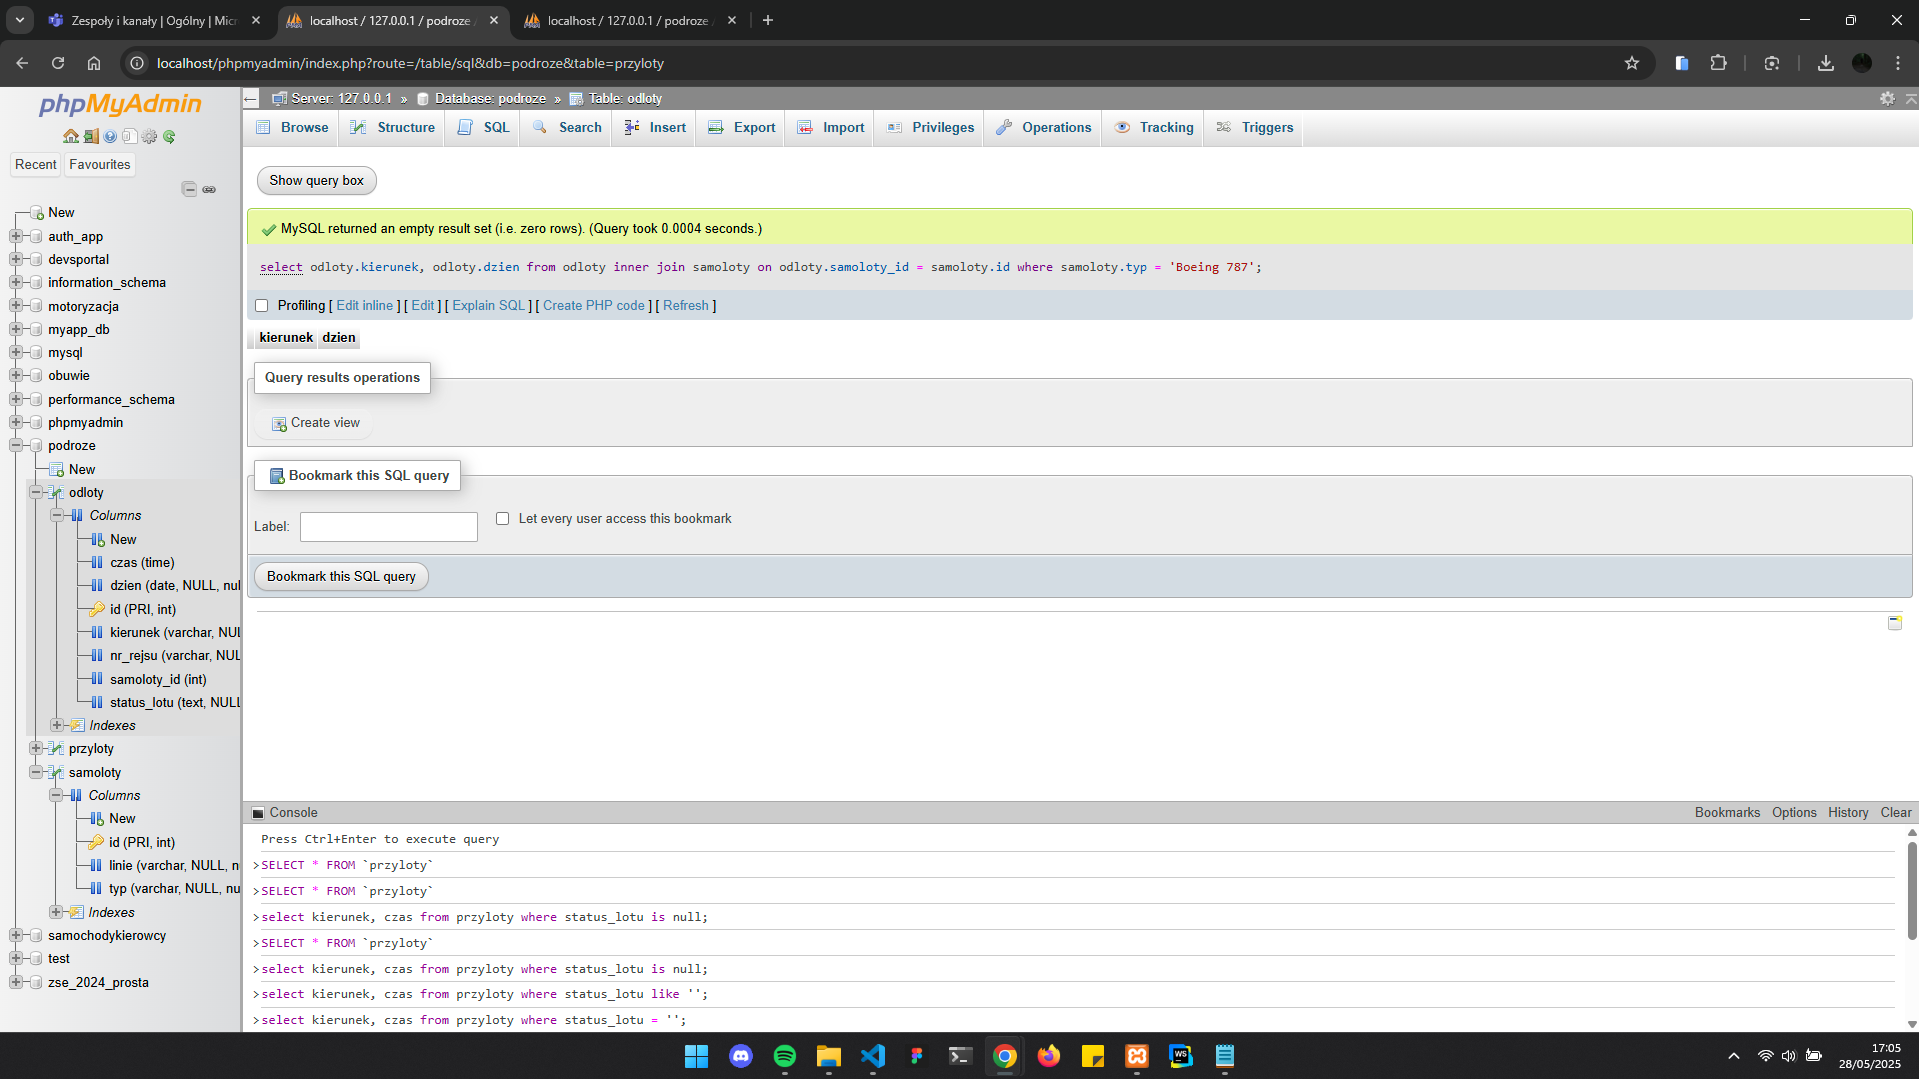 Zespoły i kanały | Ogólny | Micr
localhost / 127.0.0.1 / podroze
localhost / 127.0.0.1 / podroze
localhost/phpmyadmin/index.php?route=/table/sql&db=podroze&table=przyloty
phpMyAdmin
Recent
Favourites
New
auth_app
devsportal
information_schema
motoryzacja
myapp_db
mysql
obuwie
performance_schema
phpmyadmin
podroze
New
odloty
Columns
New
czas (time)
dzien (date, NULL, nul
id (PRI, int)
kierunek (varchar, NUL
nr_rejsu (varchar, NUL
samoloty_id (int)
status_lotu (text, NULL
Indexes
przyloty
samoloty
Columns
New
id (PRI, int)
linie (varchar, NULL, n
typ (varchar, NULL, nu
Indexes
samochodykierowcy
test
zse_2024_prosta
Server: 127.0.0.1 » Database: podroze » Table: odloty
Browse Structure SQL Search Insert Export Import Privileges Operations Tracking Triggers
Show query box
MySQL returned an empty result set (i.e. zero rows). (Query took 0.0004 seconds.)
select odloty.kierunek, odloty.dzien from odloty inner join samoloty on odloty.samoloty_id = samoloty.id where samoloty.typ = 'Boeing 787';
Profiling [ Edit inline ] [ Edit ] [ Explain SQL ] [ Create PHP code ] [ Refresh ]
kierunek dzien
Query results operations
Create view
Bookmark this SQL query
Label:
Let every user access this bookmark
Bookmark this SQL query
Console
Bookmarks Options History Clear
Press Ctrl+Enter to execute query
>SELECT * FROM `przyloty`
>SELECT * FROM `przyloty`
>select kierunek, czas from przyloty where status_lotu is null;
>SELECT * FROM `przyloty`
>select kierunek, czas from przyloty where status_lotu is null;
>select kierunek, czas from przyloty where status_lotu like '';
>select kierunek, czas from przyloty where status_lotu = '';
WS
17:05
28/05/2025